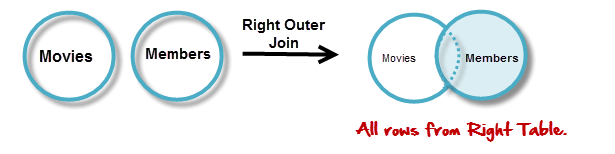 Movies
Members
Right Outer
Join
Movies
Members
All rows from Right Table.